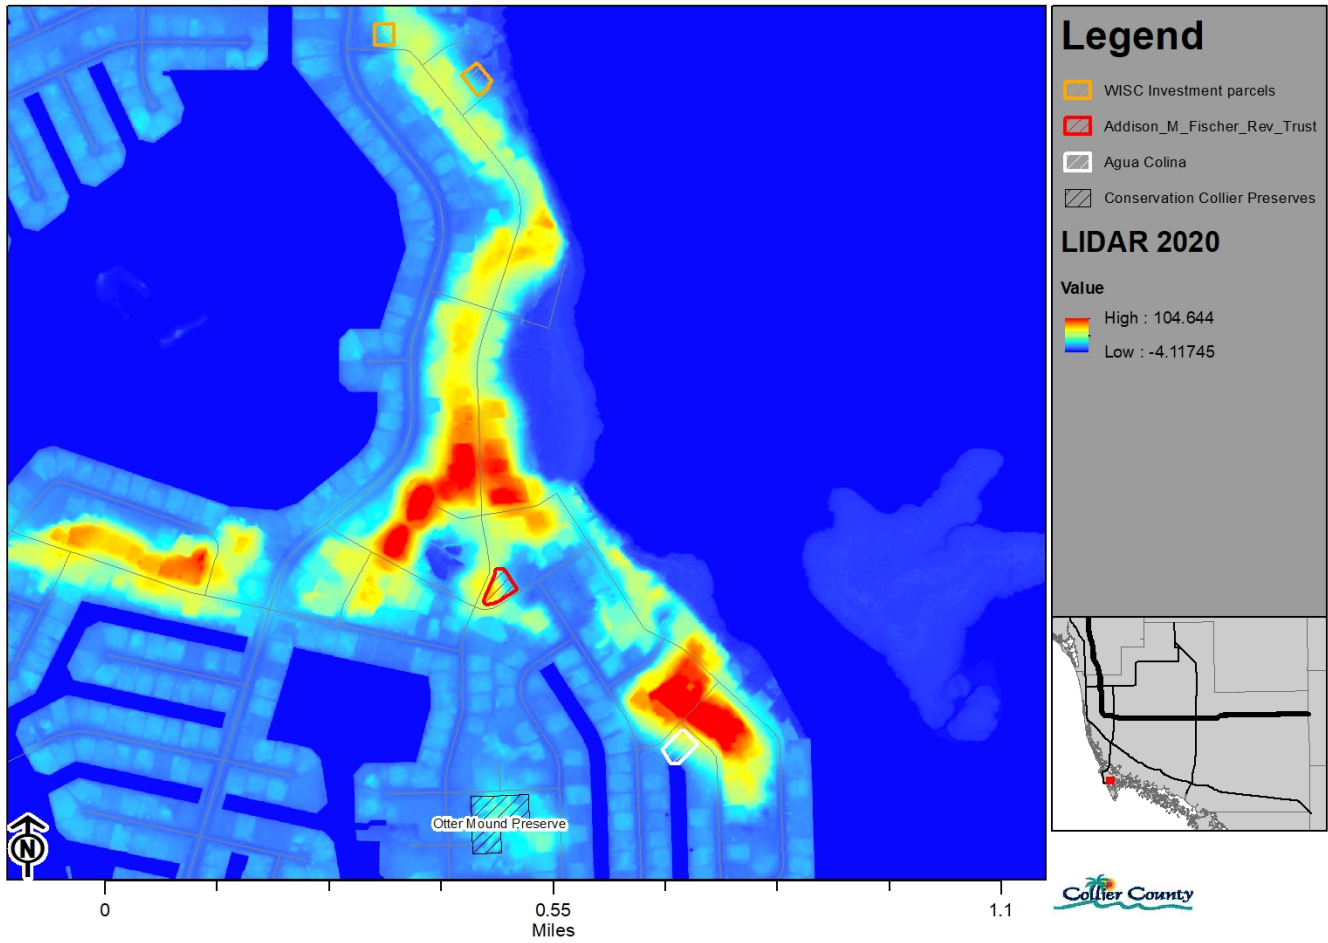 Legend
WISC Investment parcels
Addison_M_Fischer_Rev_Trust
Agua Colina
Conservation Collier Preserves
LIDAR 2020
Value
High : 104.644
Low : -4.11745
Otter Mound Preserve
N
0
0.55
1.1
Miles
Collier County